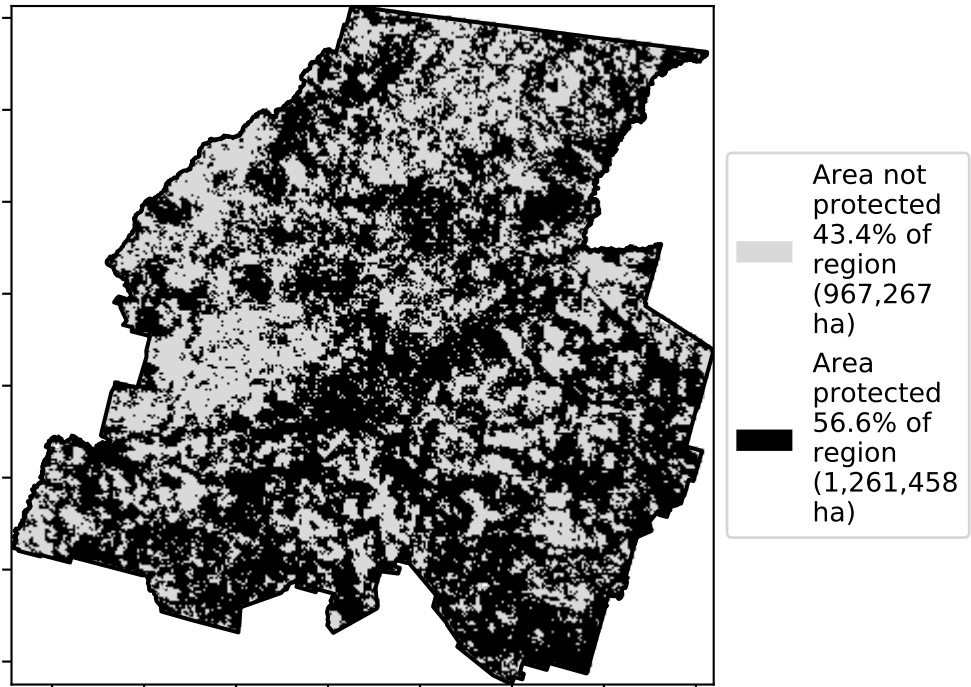 Area not
protected
43.4% of
region
(967,267
ha)
Area
protected
56.6% of
region
(1,261,458
ha)